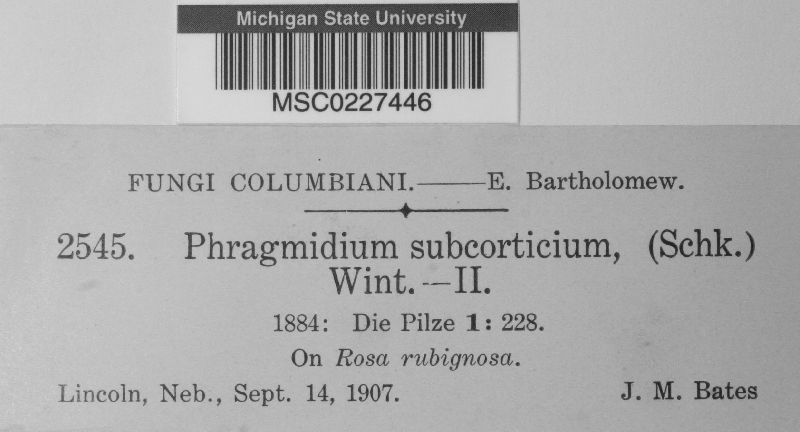 Michigan State University
MSC0227446
FUNGI COLUMBIANI.——E. Bartholomew.
2545. Phragmidium subcorticium, (Schk.)
Wint.—II.
1884: Die Pilze 1: 228.
On Rosa rubignosa.
Lincoln, Neb., Sept. 14, 1907. J. M. Bates